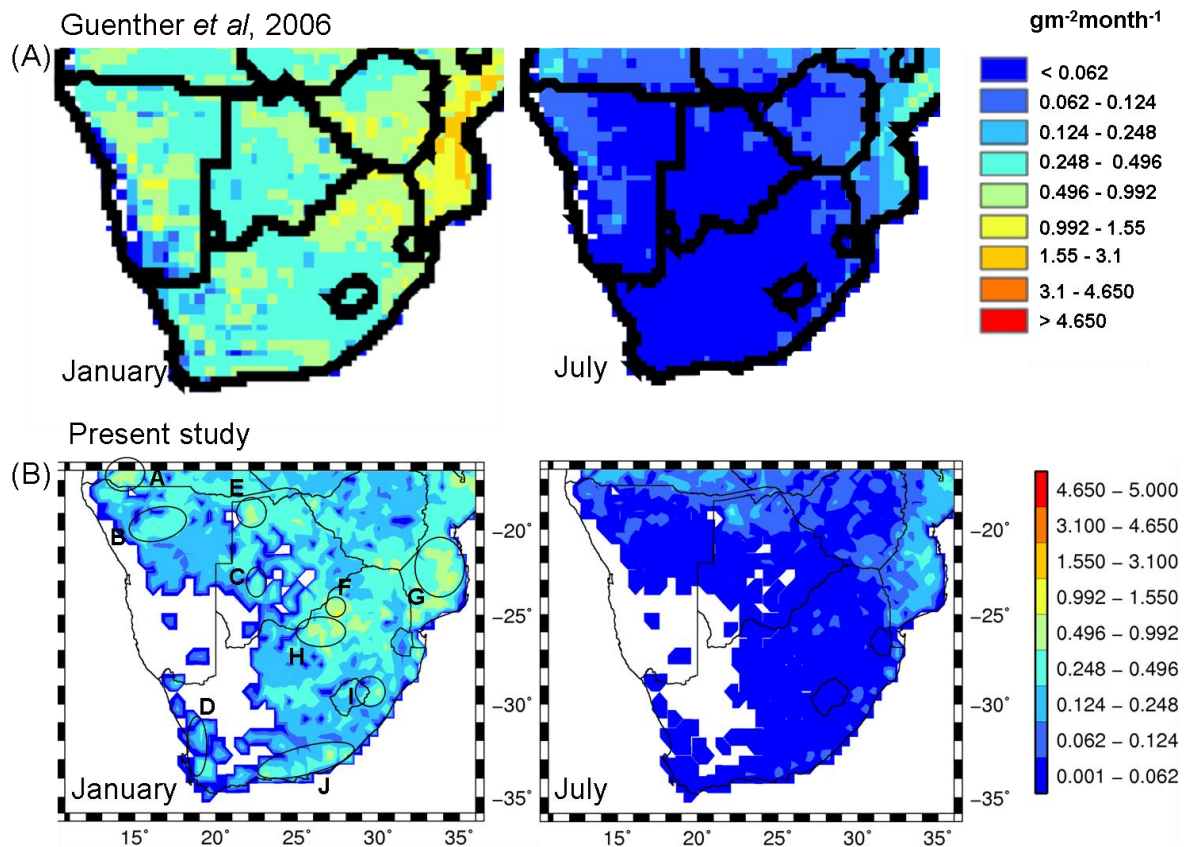 Guenther et al, 2006
(A)
January
July
gm⁻²month⁻¹
< 0.062
0.062 - 0.124
0.124 - 0.248
0.248 - 0.496
0.496 - 0.992
0.992 - 1.55
1.55 - 3.1
3.1 - 4.650
> 4.650
Present study
(B)
A
E
B
C
F
G
H
I
D
J
January
−20°
−25°
−30°
−35°
10° 15° 20° 25° 30° 35°
July
−20°
−25°
−30°
−35°
10° 15° 20° 25° 30° 35°
4.650 – 5.000
3.100 – 4.650
1.550 – 3.100
0.992 – 1.550
0.496 – 0.992
0.248 – 0.496
0.124 – 0.248
0.062 – 0.124
0.001 – 0.062